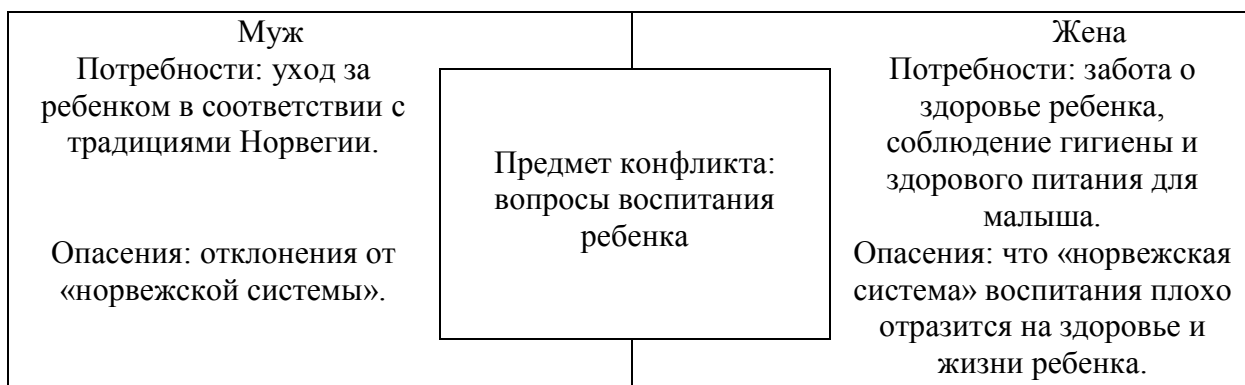 Муж
Потребности: уход за
ребенком в соответствии с
традициями Норвегии.
Опасения: отклонения от
«норвежской системы».
Предмет конфликта:
вопросы воспитания
ребенка
Жена
Потребности: забота о
здоровье ребенка,
соблюдение гигиены и
здорового питания для
малыша.
Опасения: что «норвежская
система» воспитания плохо
отразится на здоровье и
жизни ребенка.